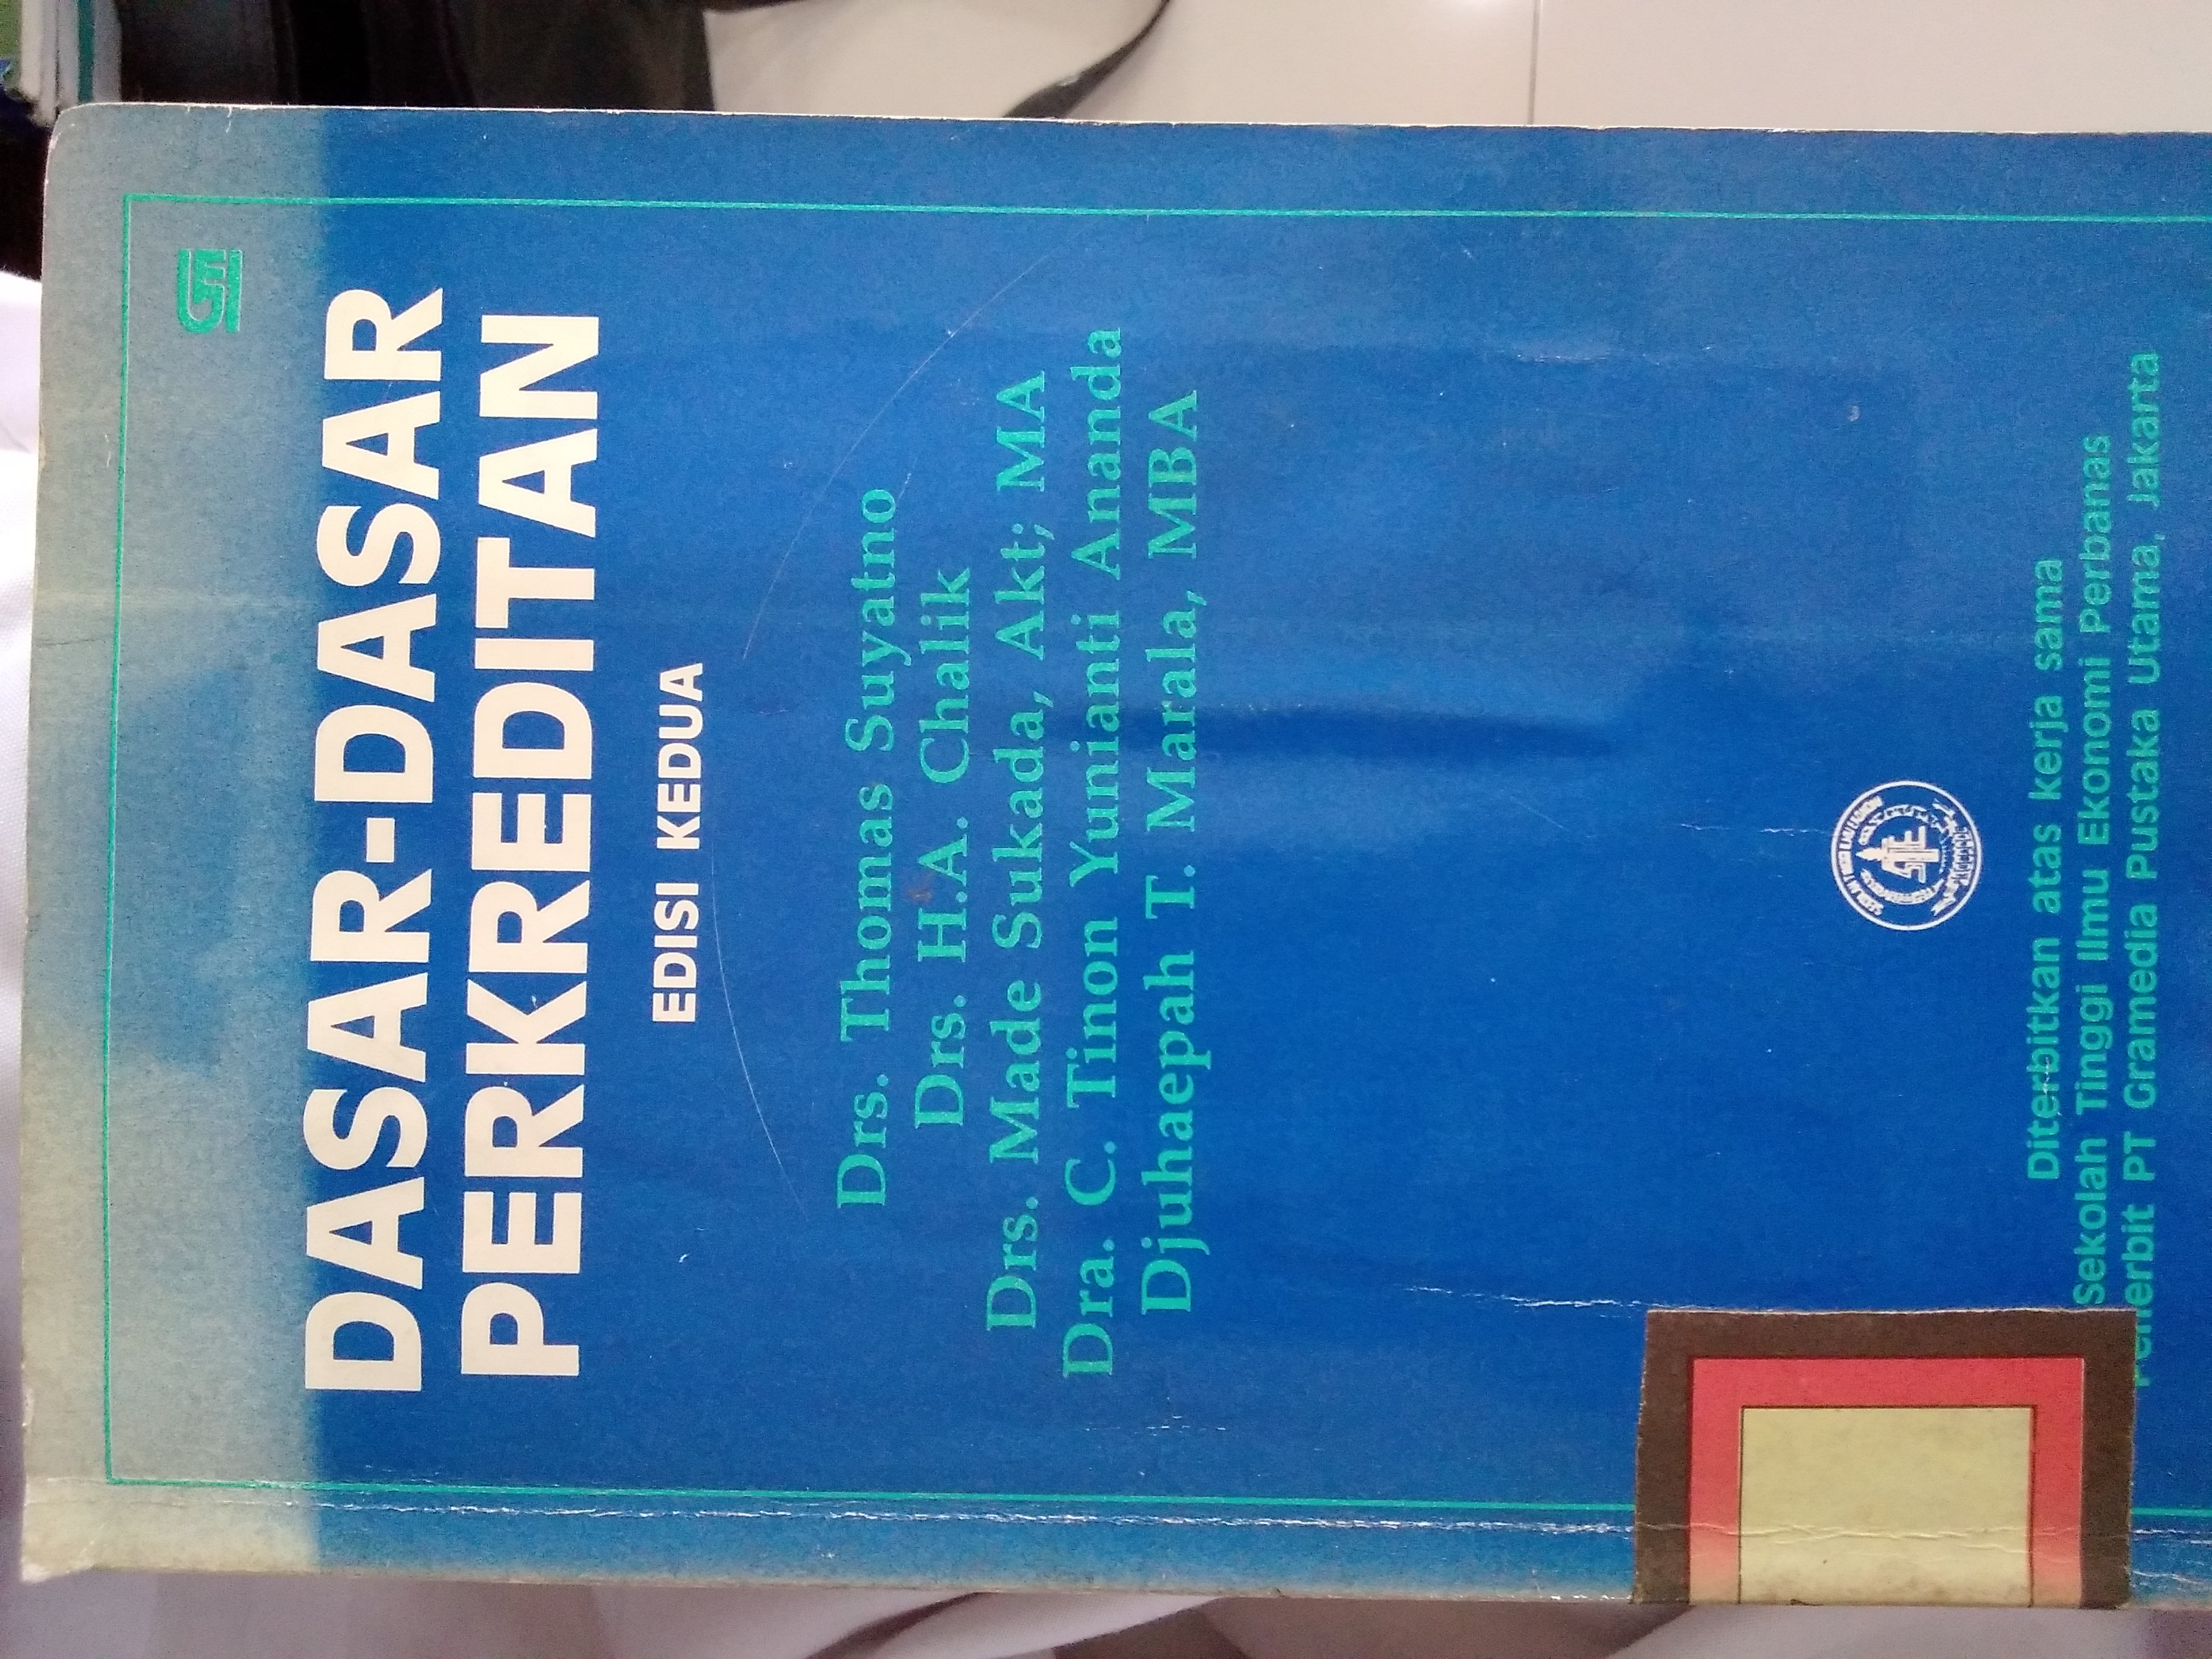 DASAR-DASAR
PERKREDITAN
EDISI KEDUA
Drs. Thomas Suyatno
Drs. H.A. Chalik
Drs. Made Sukada, Akt; MA
Dra. C. Tinon Yunianti Ananda
Djuhaepah T. Marala, MBA
Diterbitkan atas kerja sama
Sekolah Tinggi Ilmu Ekonomi Perbanas
Penerbit PT Gramedia Pustaka Utama, Jakarta